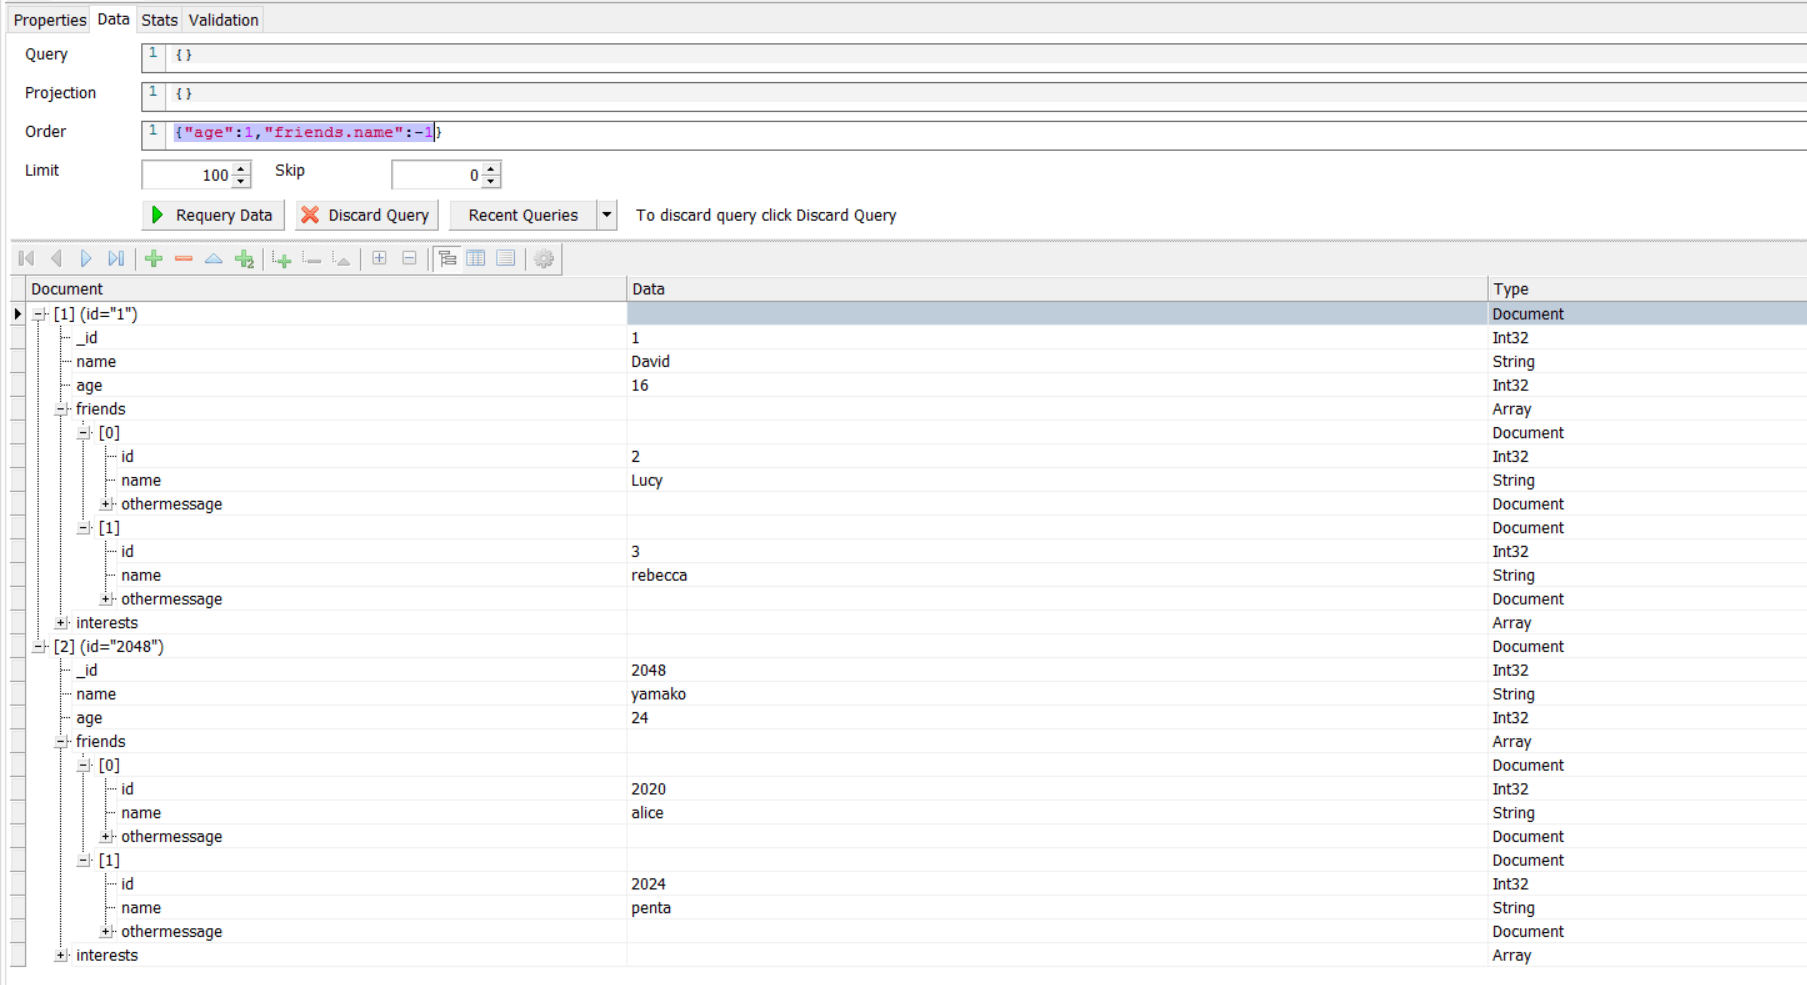 Properties Data Stats Validation
Query 1 {}
Projection 1 {}
Order 1 {"age":1,"friends.name":-1}
Limit 100 Skip 0
Requery Data Discard Query Recent Queries To discard query click Discard Query
Document Data Type
[1] (id="1") Document
_id 1 Int32
name David String
age 16 Int32
friends Array
[0] Document
id 2 Int32
name Lucy String
othermessage Document
[1] Document
id 3 Int32
name rebecca String
othermessage Document
interests Array
[2] (id="2048") Document
_id 2048 Int32
name yamako String
age 24 Int32
friends Array
[0] Document
id 2020 Int32
name alice String
othermessage Document
[1] Document
id 2024 Int32
name penta String
othermessage Document
interests Array